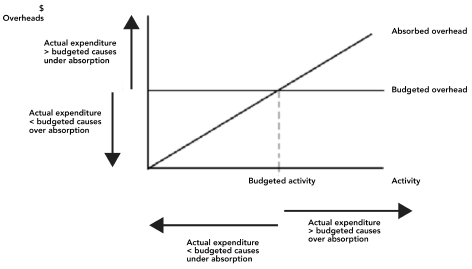 $
Overheads
Actual expenditure
> budgeted causes
under absorption
Absorbed overhead
Budgeted overhead
Actual expenditure
< budgeted causes
over absorption
Budgeted activity
Activity
Actual expenditure
> budgeted causes
over absorption
Actual expenditure
< budgeted causes
under absorption